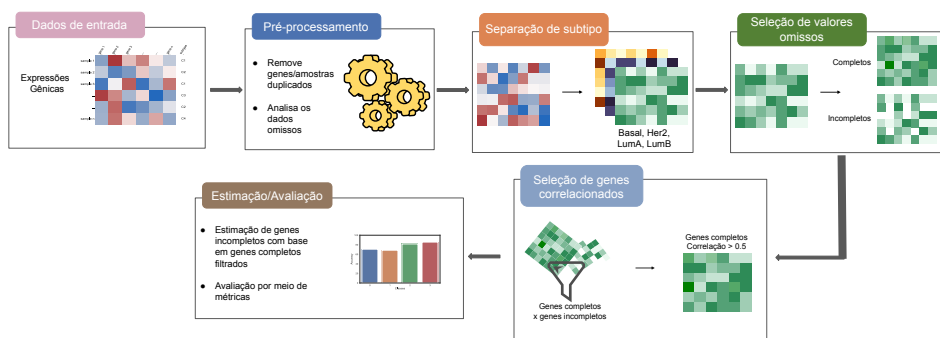 Dados de entrada
Expressões
Gênicas
Pré-processamento
Remove
genes/amostras
duplicados
Analisa os
dados
omissos
Separação de subtipo
Basal, Her2,
LumA, LumB
Seleção de valores
omissos
Completos
Incompletos
Seleção de genes
correlacionados
Genes completos
x genes incompletos
Genes completos
Correlação > 0.5
Estimação/Avaliação
Estimação de genes
incompletos com base
em genes completos
filtrados
Avaliação por meio de
métricas